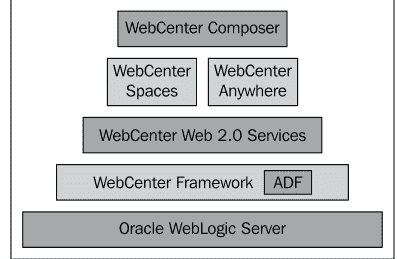 WebCenter Composer
WebCenter WebCenter
Spaces Anywhere
WebCenter Web 2.0 Services
WebCenter Framework ADF
Oracle WebLogic Server